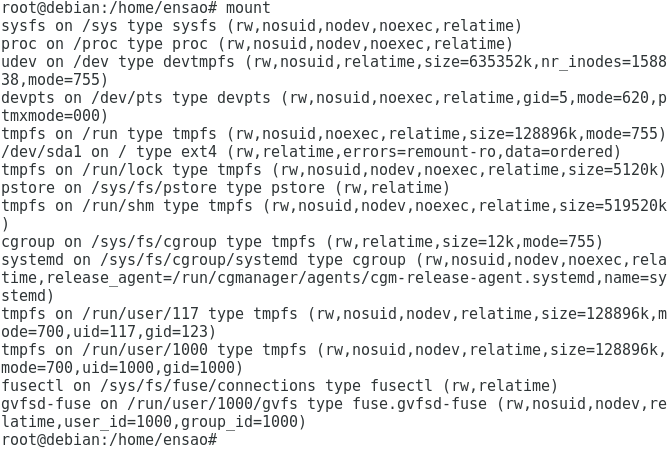 root@debian:/home/ensao# mount
sysfs on /sys type sysfs (rw,nosuid,nodev,noexec,relatime)
proc on /proc type proc (rw,nosuid,nodev,noexec,relatime)
udev on /dev type devtmpfs (rw,nosuid,relatime,size=635352k,nr_inodes=1588
38,mode=755)
devpts on /dev/pts type devpts (rw,nosuid,noexec,relatime,gid=5,mode=620,p
tmxmode=000)
tmpfs on /run type tmpfs (rw,nosuid,noexec,relatime,size=128896k,mode=755)
/dev/sda1 on / type ext4 (rw,relatime,errors=remount-ro,data=ordered)
tmpfs on /run/lock type tmpfs (rw,nosuid,nodev,noexec,relatime,size=5120k)
pstore on /sys/fs/pstore type pstore (rw,relatime)
tmpfs on /run/shm type tmpfs (rw,nosuid,nodev,noexec,relatime,size=519520k
)
cgroup on /sys/fs/cgroup type tmpfs (rw,relatime,size=12k,mode=755)
systemd on /sys/fs/cgroup/systemd type cgroup (rw,nosuid,nodev,noexec,rela
time,release_agent=/run/cgmanager/agents/cgm-release-agent.systemd,name=sy
stemd)
tmpfs on /run/user/117 type tmpfs (rw,nosuid,nodev,relatime,size=128896k,m
ode=700,uid=117,gid=123)
tmpfs on /run/user/1000 type tmpfs (rw,nosuid,nodev,relatime,size=128896k,
mode=700,uid=1000,gid=1000)
fusectl on /sys/fs/fuse/connections type fusectl (rw,relatime)
gvfsd-fuse on /run/user/1000/gvfs type fuse.gvfsd-fuse (rw,nosuid,nodev,re
latime,user_id=1000,group_id=1000)
root@debian:/home/ensao#